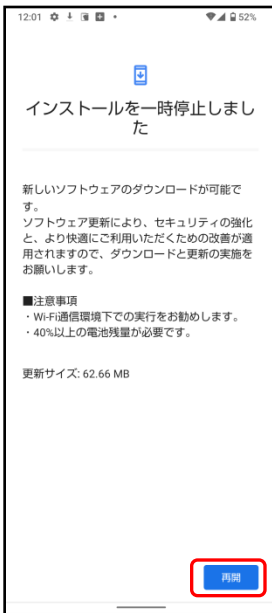 12:01 52%
インストールを一時停止しまし
た
新しいソフトウェアのダウンロードが可能で
す。
ソフトウェア更新により、セキュリティの強化
と、より快適にご利用いただくための改善が適
用されますので、ダウンロードと更新の実施を
お願いします。
■注意事項
・Wi-Fi通信環境下での実行をお勧めします。
・40%以上の電池残量が必要です。
更新サイズ: 62.66 MB
再開